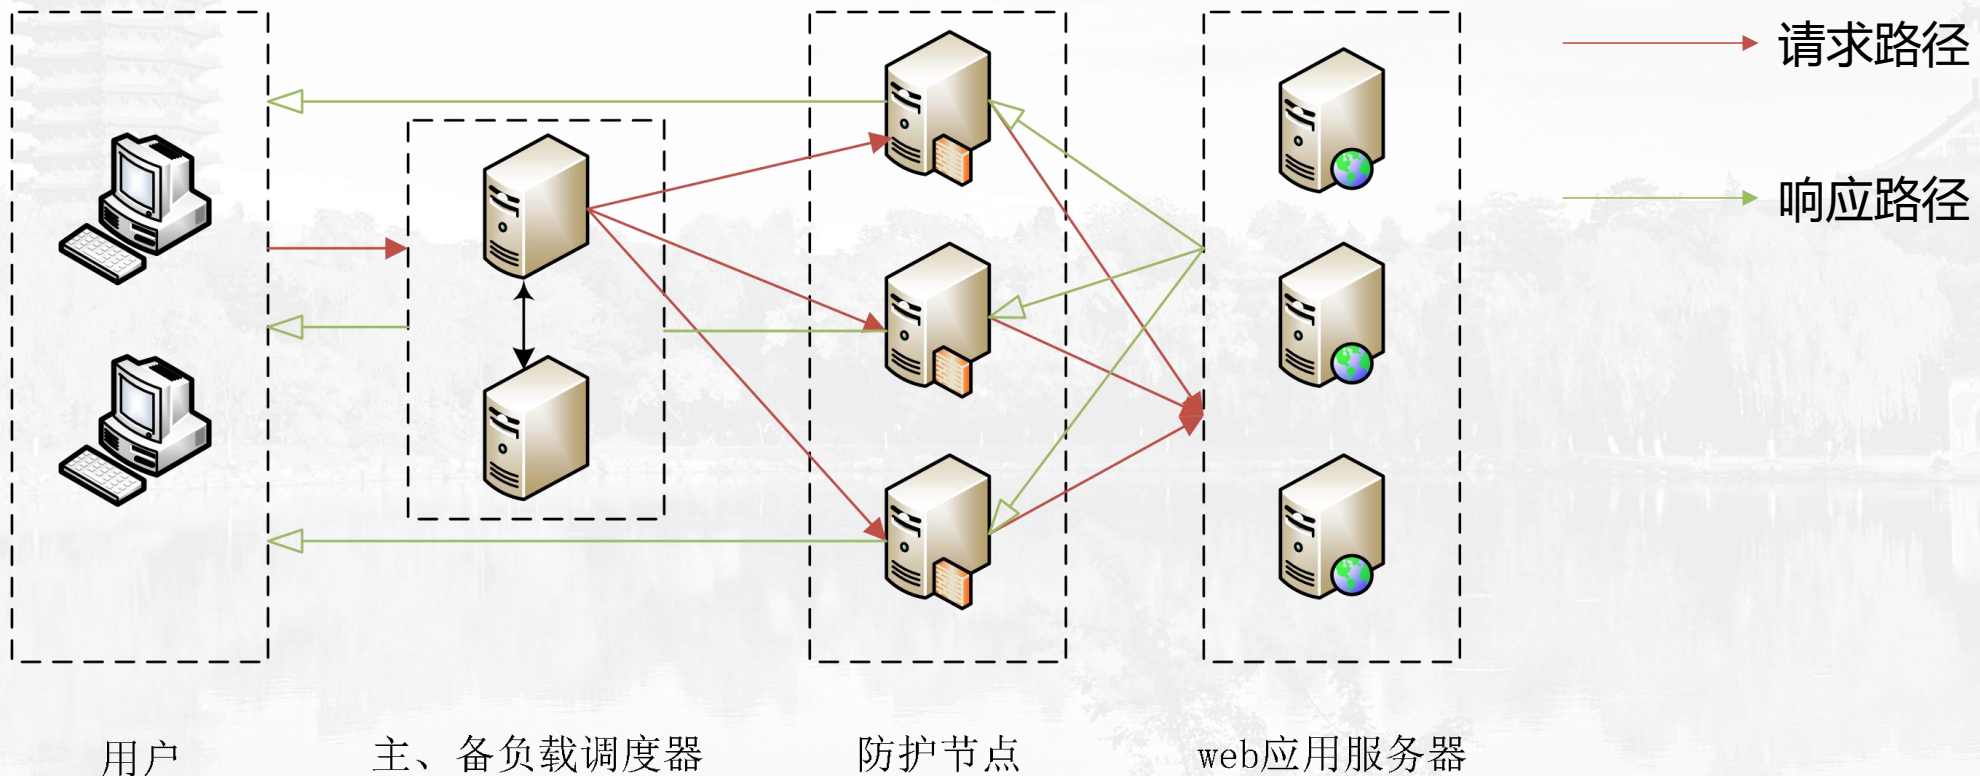 请求路径
响应路径
用户
主、备负载调度器
防护节点
web应用服务器